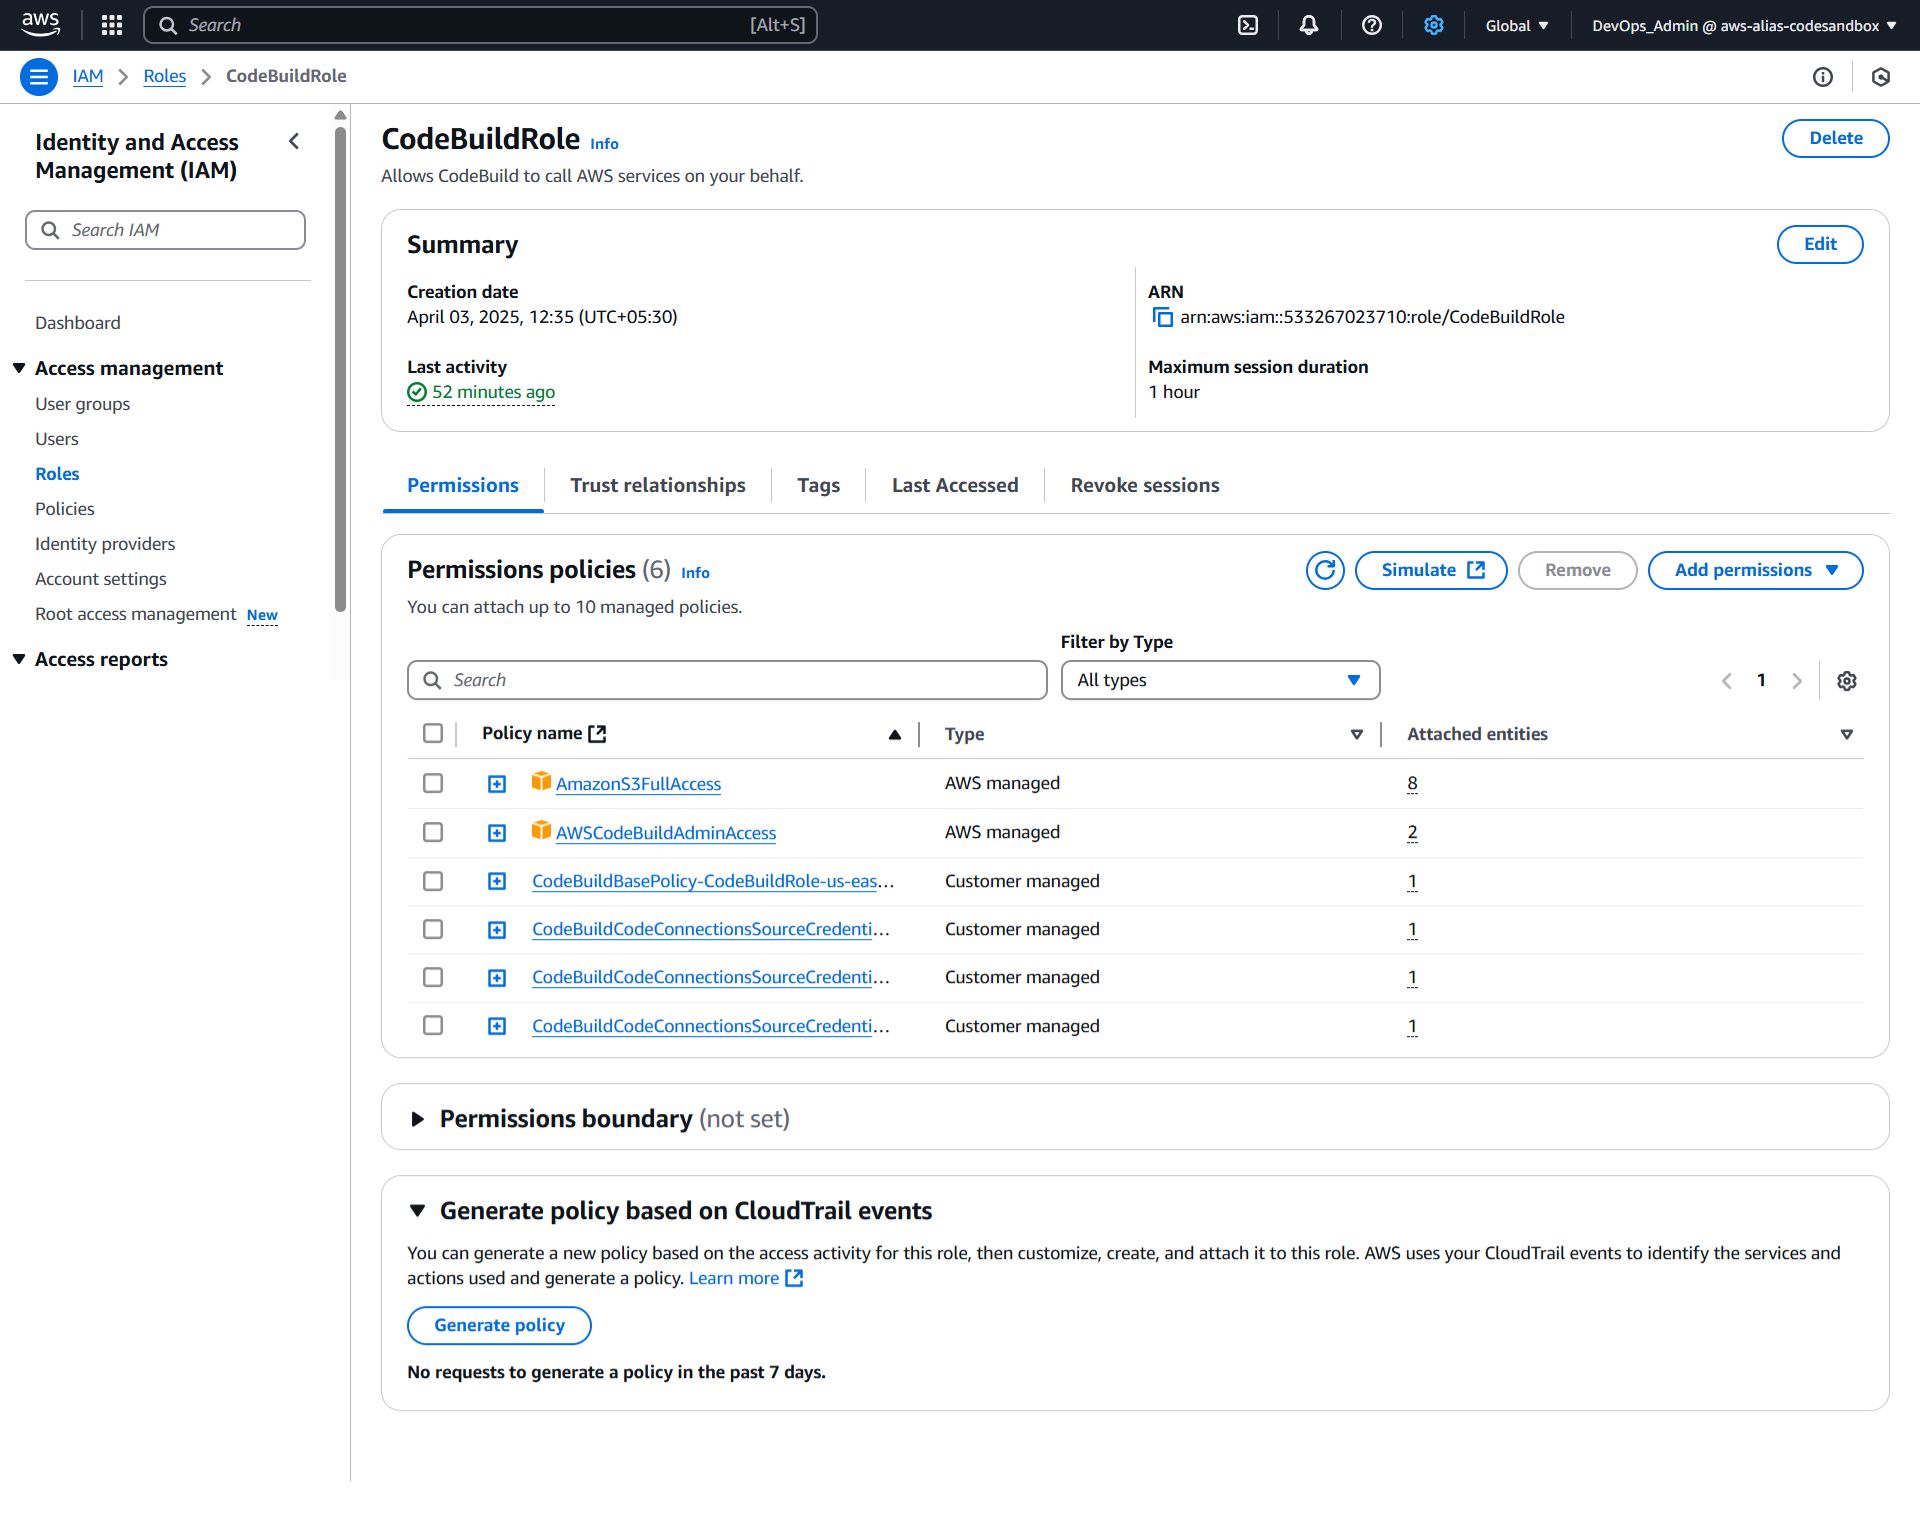 aws
Search
[Alt+S]
Global
DevOps_Admin @ aws-alias-codesandbox
IAM
Roles
CodeBuildRole
Identity and Access
Management (IAM)
Search IAM
Dashboard
Access management
User groups
Users
Roles
Policies
Identity providers
Account settings
Root access management New
Access reports
CodeBuildRole Info
Delete
Allows CodeBuild to call AWS services on your behalf.
Summary
Edit
Creation date
April 03, 2025, 12:35 (UTC+05:30)
ARN
arn:aws:iam::533267023710:role/CodeBuildRole
Last activity
52 minutes ago
Maximum session duration
1 hour
Permissions
Trust relationships
Tags
Last Accessed
Revoke sessions
Permissions policies (6) Info
Simulate
Remove
Add permissions
You can attach up to 10 managed policies.
Filter by Type
Search
All types
1
Policy name
Type
Attached entities
AmazonS3FullAccess
AWS managed
8
AWSCodeBuildAdminAccess
AWS managed
2
CodeBuildBasePolicy-CodeBuildRole-us-eas...
Customer managed
1
CodeBuildCodeConnectionsSourceCredenti...
Customer managed
1
CodeBuildCodeConnectionsSourceCredenti...
Customer managed
1
CodeBuildCodeConnectionsSourceCredenti...
Customer managed
1
Permissions boundary (not set)
Generate policy based on CloudTrail events
You can generate a new policy based on the access activity for this role, then customize, create, and attach it to this role. AWS uses your CloudTrail events to identify the services and
actions used and generate a policy. Learn more
Generate policy
No requests to generate a policy in the past 7 days.